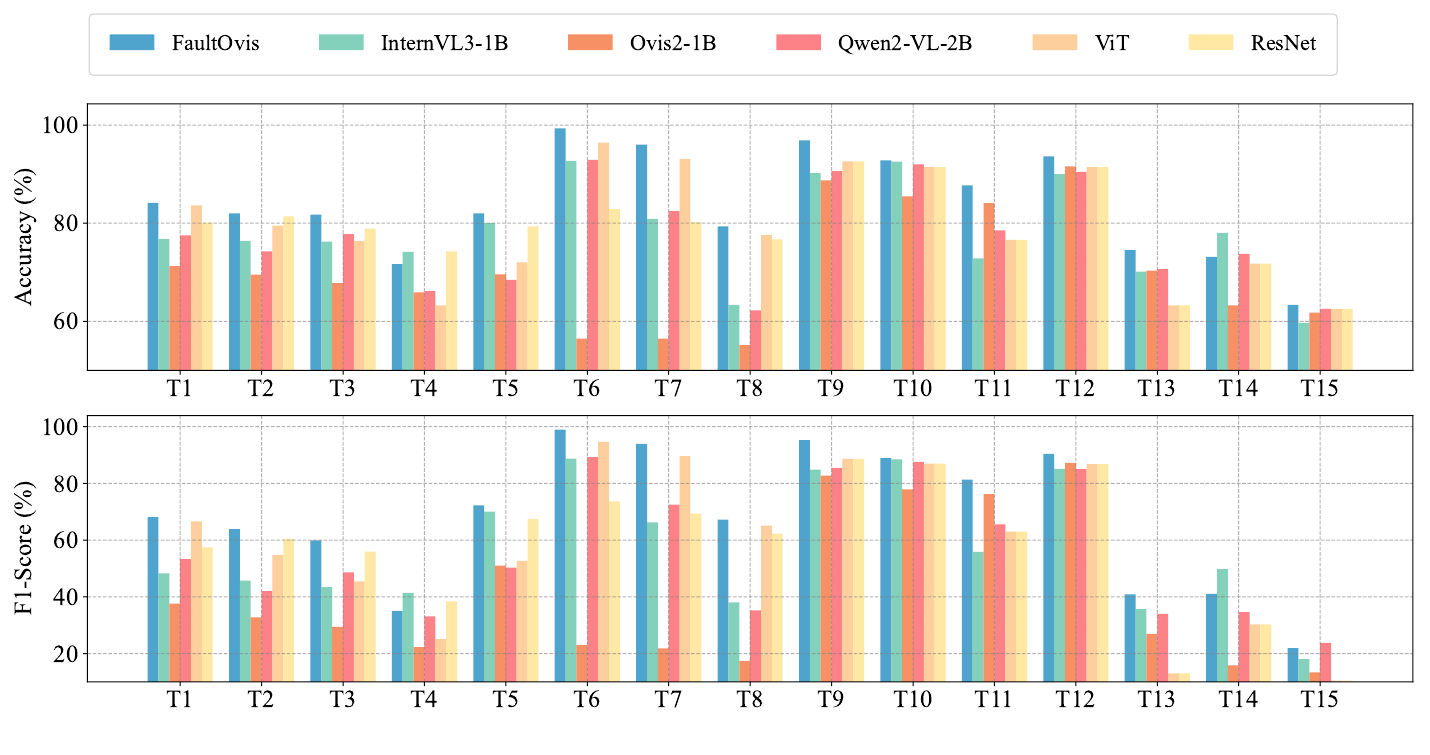 FaultOvis InternVL3-1B Ovis2-1B Qwen2-VL-2B ViT ResNet
Accuracy (%)
100
80
60
T1 T2 T3 T4 T5 T6 T7 T8 T9 T10 T11 T12 T13 T14 T15
F1-Score (%)
100
80
60
40
20
T1 T2 T3 T4 T5 T6 T7 T8 T9 T10 T11 T12 T13 T14 T15